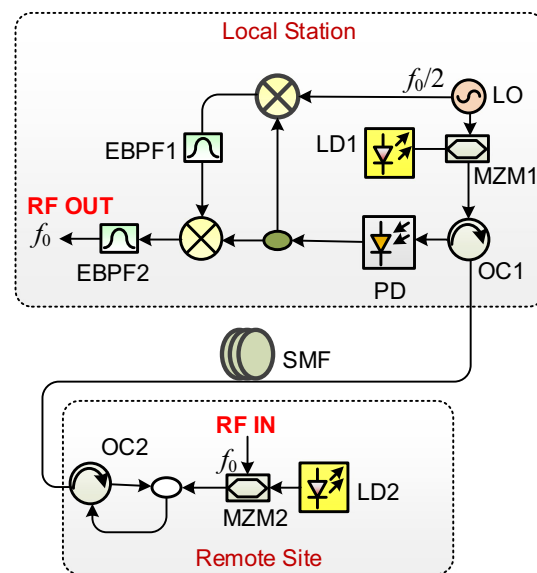 Local Station
f₀/2
LO
LD1
EBPF1
MZM1
RF OUT
f₀
EBPF2
PD
OC1
SMF
RF IN
OC2
f₀
LD2
MZM2
Remote Site